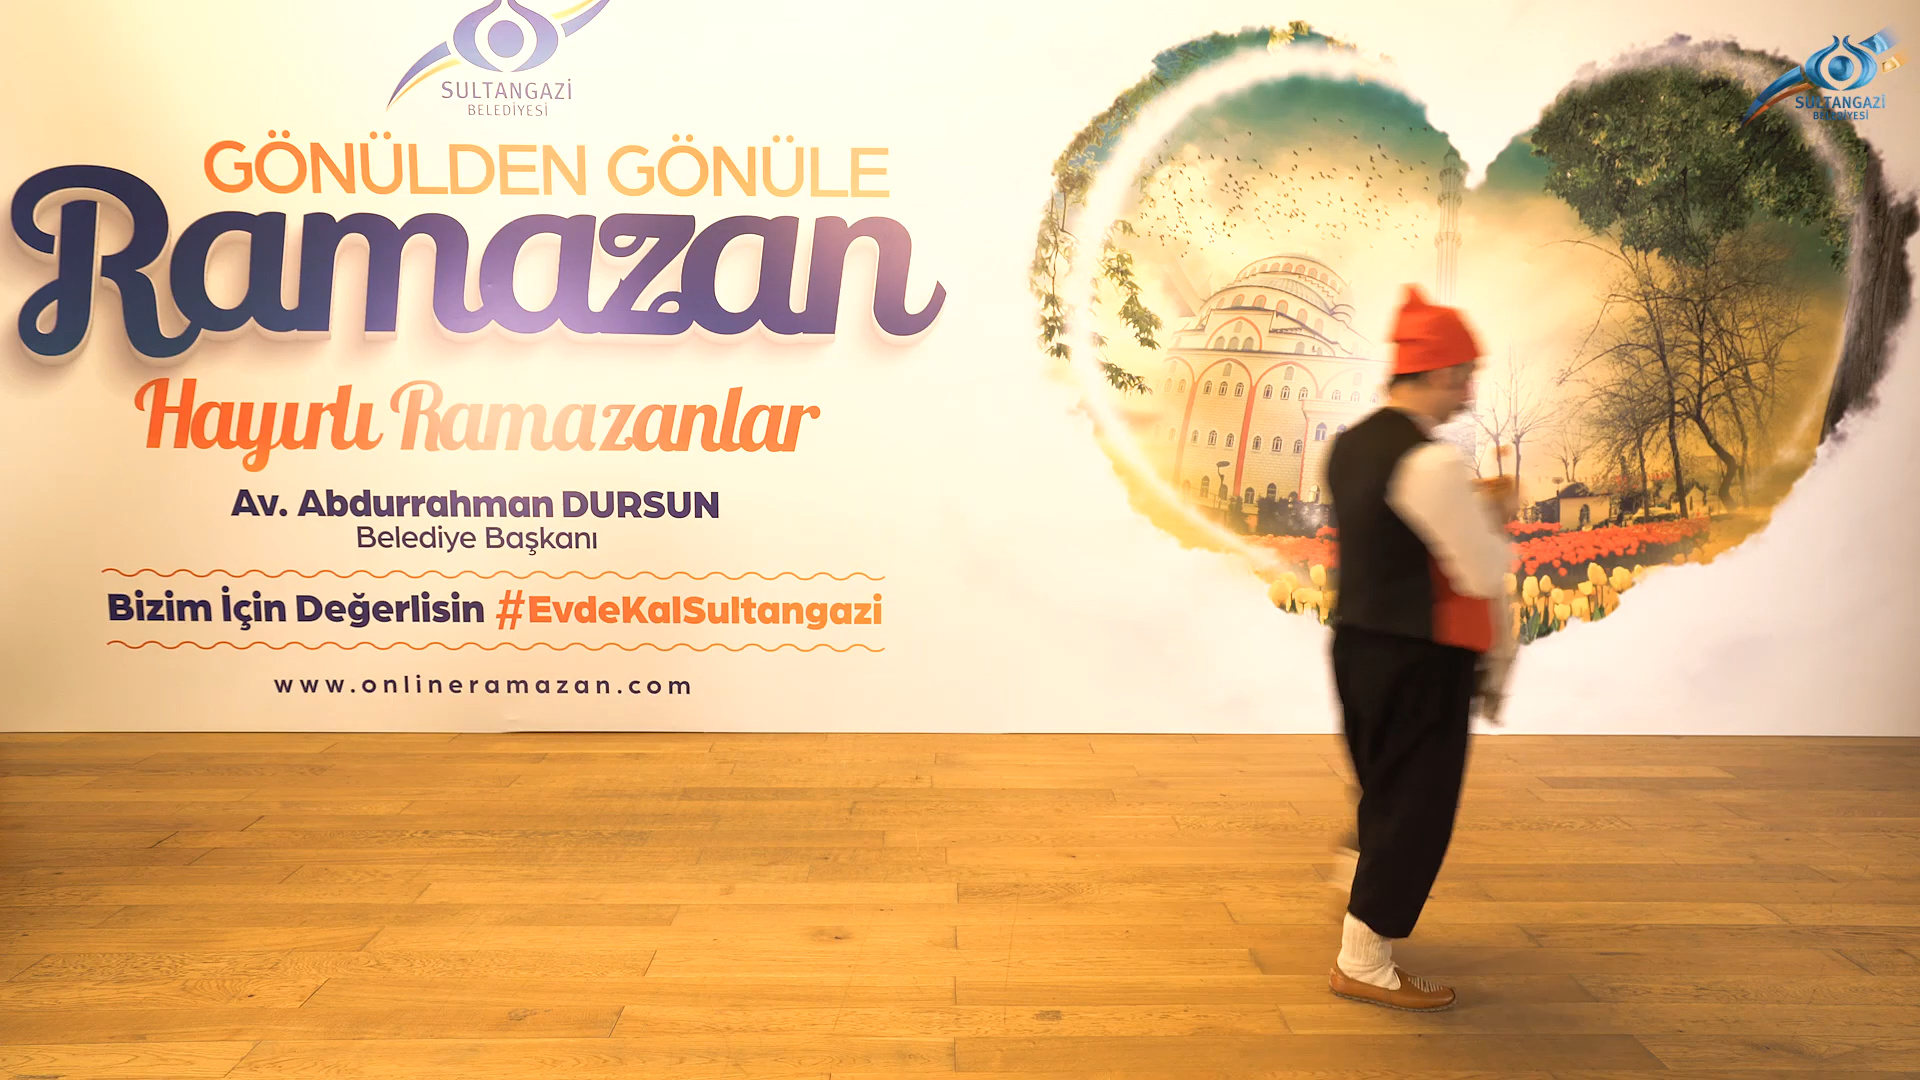 SULTANGAZİ
BELEDİYESİ
GÖNÜLDEN GÖNÜLE
Ramazan
Hayırlı Ramazanlar
Av. Abdurrahman DURSUN
Belediye Başkanı
Bizim İçin Değerlisin #EvdeKalSultangazi
www.onlineramazan.com
SULTANGAZİ
BELEDİYESİ